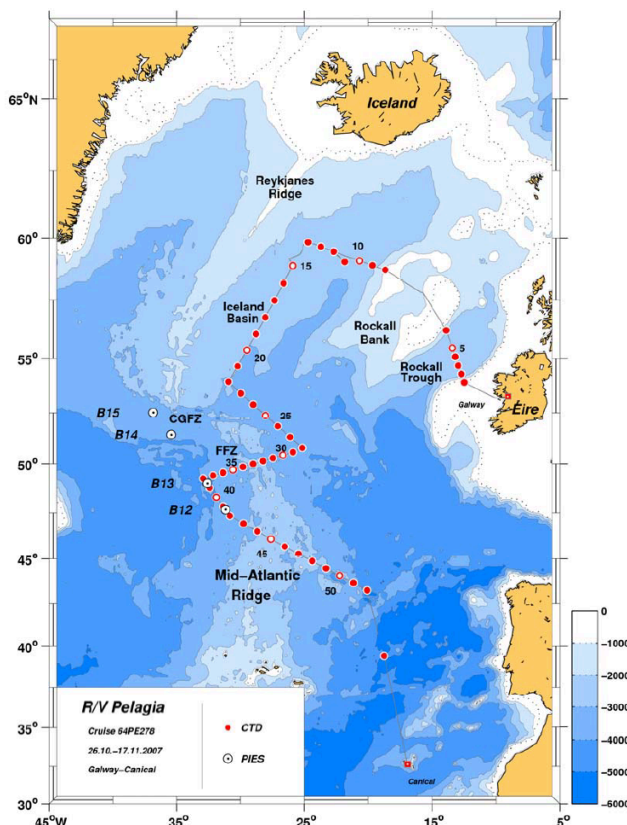 65°N
Iceland
Reykjanes
Ridge
60°
10
15
Iceland
Basin
Rockall
Bank
55°
20
5
Rockall
Trough
Galway
Éire
B15
CGFZ
25
B14
FFZ
30
50°
35
B13
40
B12
45°
45
Mid-Atlantic
Ridge
50
40°
0
-1000
-2000
-3000
-4000
-5000
-6000
35°
R/V Pelagia
Cruise 64PE278
26.10.-17.11.2007
Galway-Canical
CTD
PIES
Canical
30°
45°W
35°
25°
15°
5°